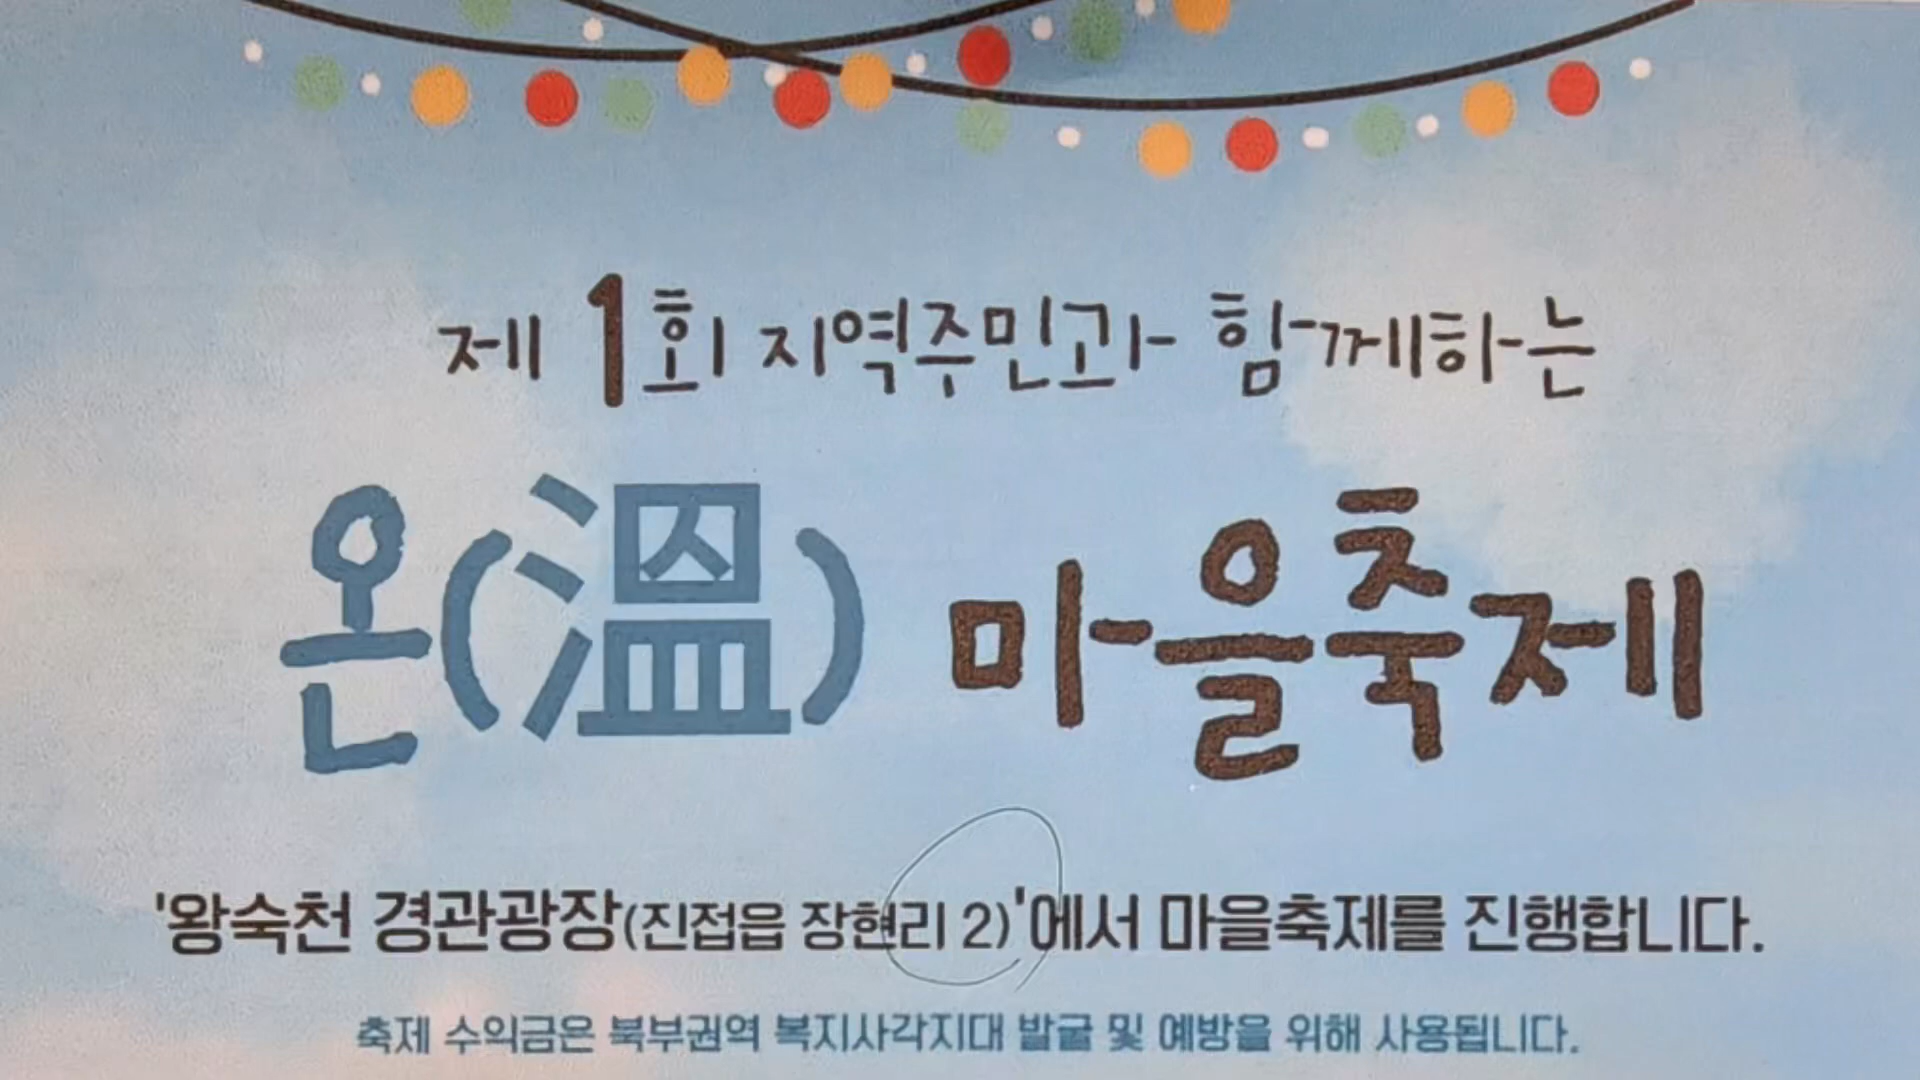 제 1회 지역주민과 함께하는
온(溫) 마을축제
'왕숙천 경관광장(진접읍 장현리 2)'에서 마을축제를 진행합니다.
축제 수익금은 북부권역 복지사각지대 발굴 및 예방을 위해 사용됩니다.